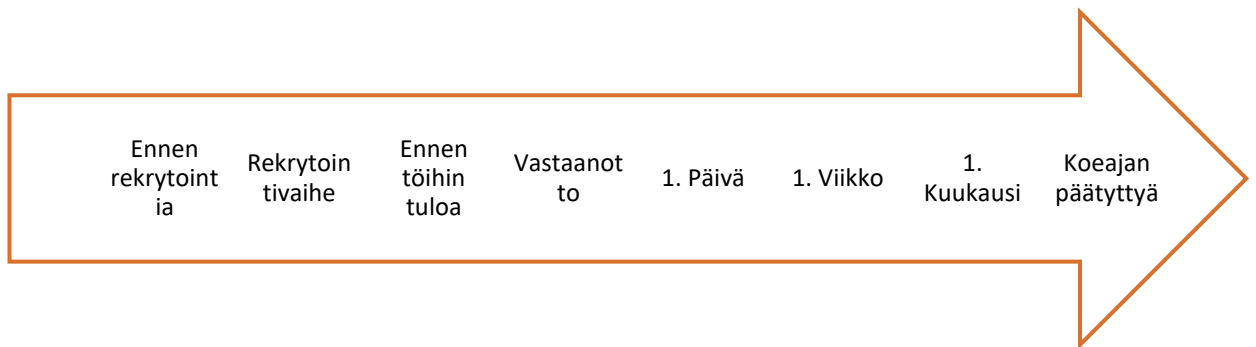 Ennen
rekrytoint
ia
Rekrytoin
tivaihe
Ennen
töihin
tuloa
Vastaanot
to
1. Päivä
1. Viikko
1.
Kuukausi
Koeajan
päätyttyä